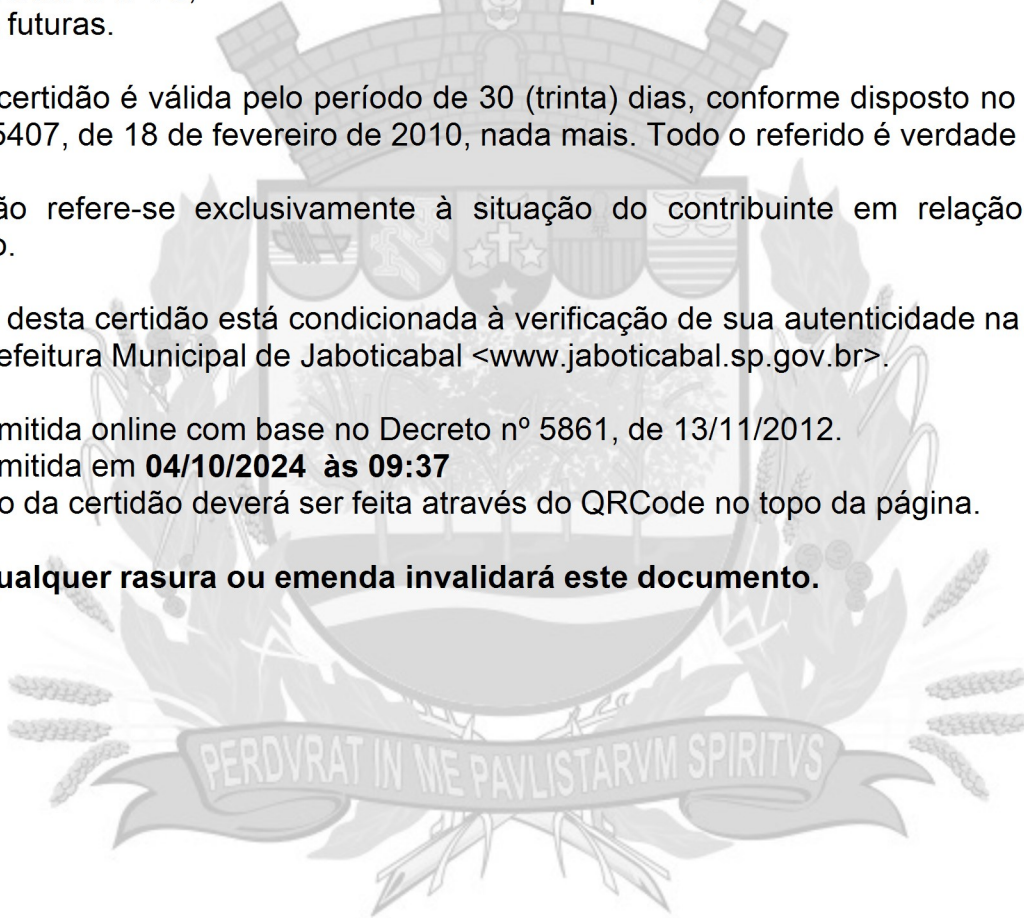 futuras.
certidão é válida pelo período de 30 (trinta) dias, conforme disposto no
5407, de 18 de fevereiro de 2010, nada mais. Todo o referido é verdade
ão refere-se exclusivamente à situação do contribuinte em relação
o.
desta certidão está condicionada à verificação de sua autenticidade na
efeitura Municipal de Jaboticabal <www.jaboticabal.sp.gov.br>.
mitida online com base no Decreto nº 5861, de 13/11/2012.
mitida em 04/10/2024 às 09:37
o da certidão deverá ser feita através do QRCode no topo da página.
ualquer rasura ou emenda invalidará este documento.
PERDVRAT IN ME PAVLISTARVM SPIRITVS